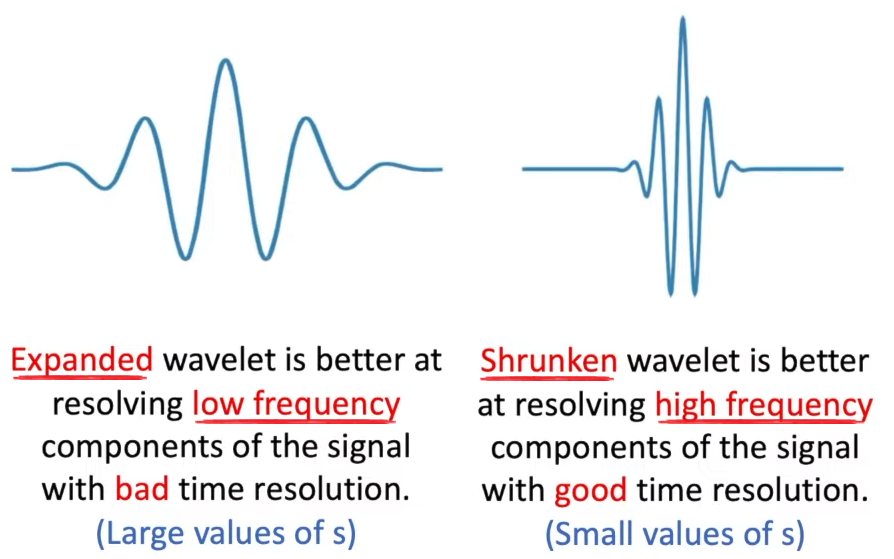 Expanded wavelet is better at
resolving low frequency
components of the signal
with bad time resolution.
(Large values of s)
Shrunken wavelet is better
at resolving high frequency
components of the signal
with good time resolution.
(Small values of s)